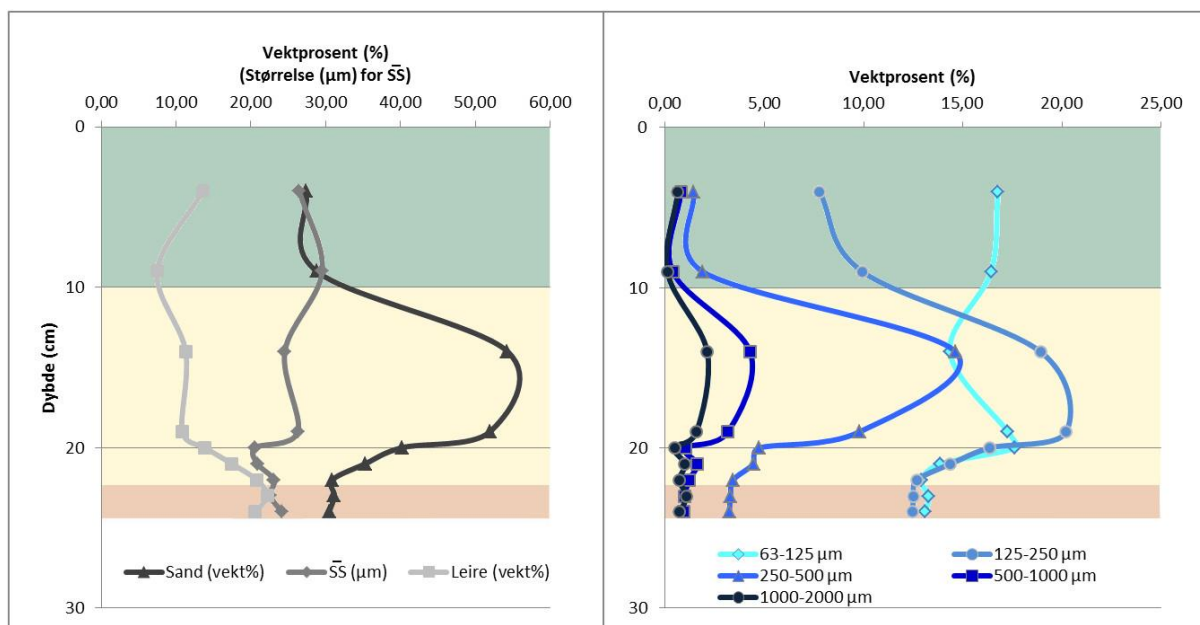 Vektprosent (%)
(Størrelse (µm) for S̅S̅)
0,00 10,00 20,00 30,00 40,00 50,00 60,00
0
10
20
30
Dybde (cm)
Sand (vekt%) S̅S̅ (µm) Leire (vekt%)
Vektprosent (%)
0,00 5,00 10,00 15,00 20,00 25,00
0
10
20
30
63-125 µm 125-250 µm
250-500 µm 500-1000 µm
1000-2000 µm